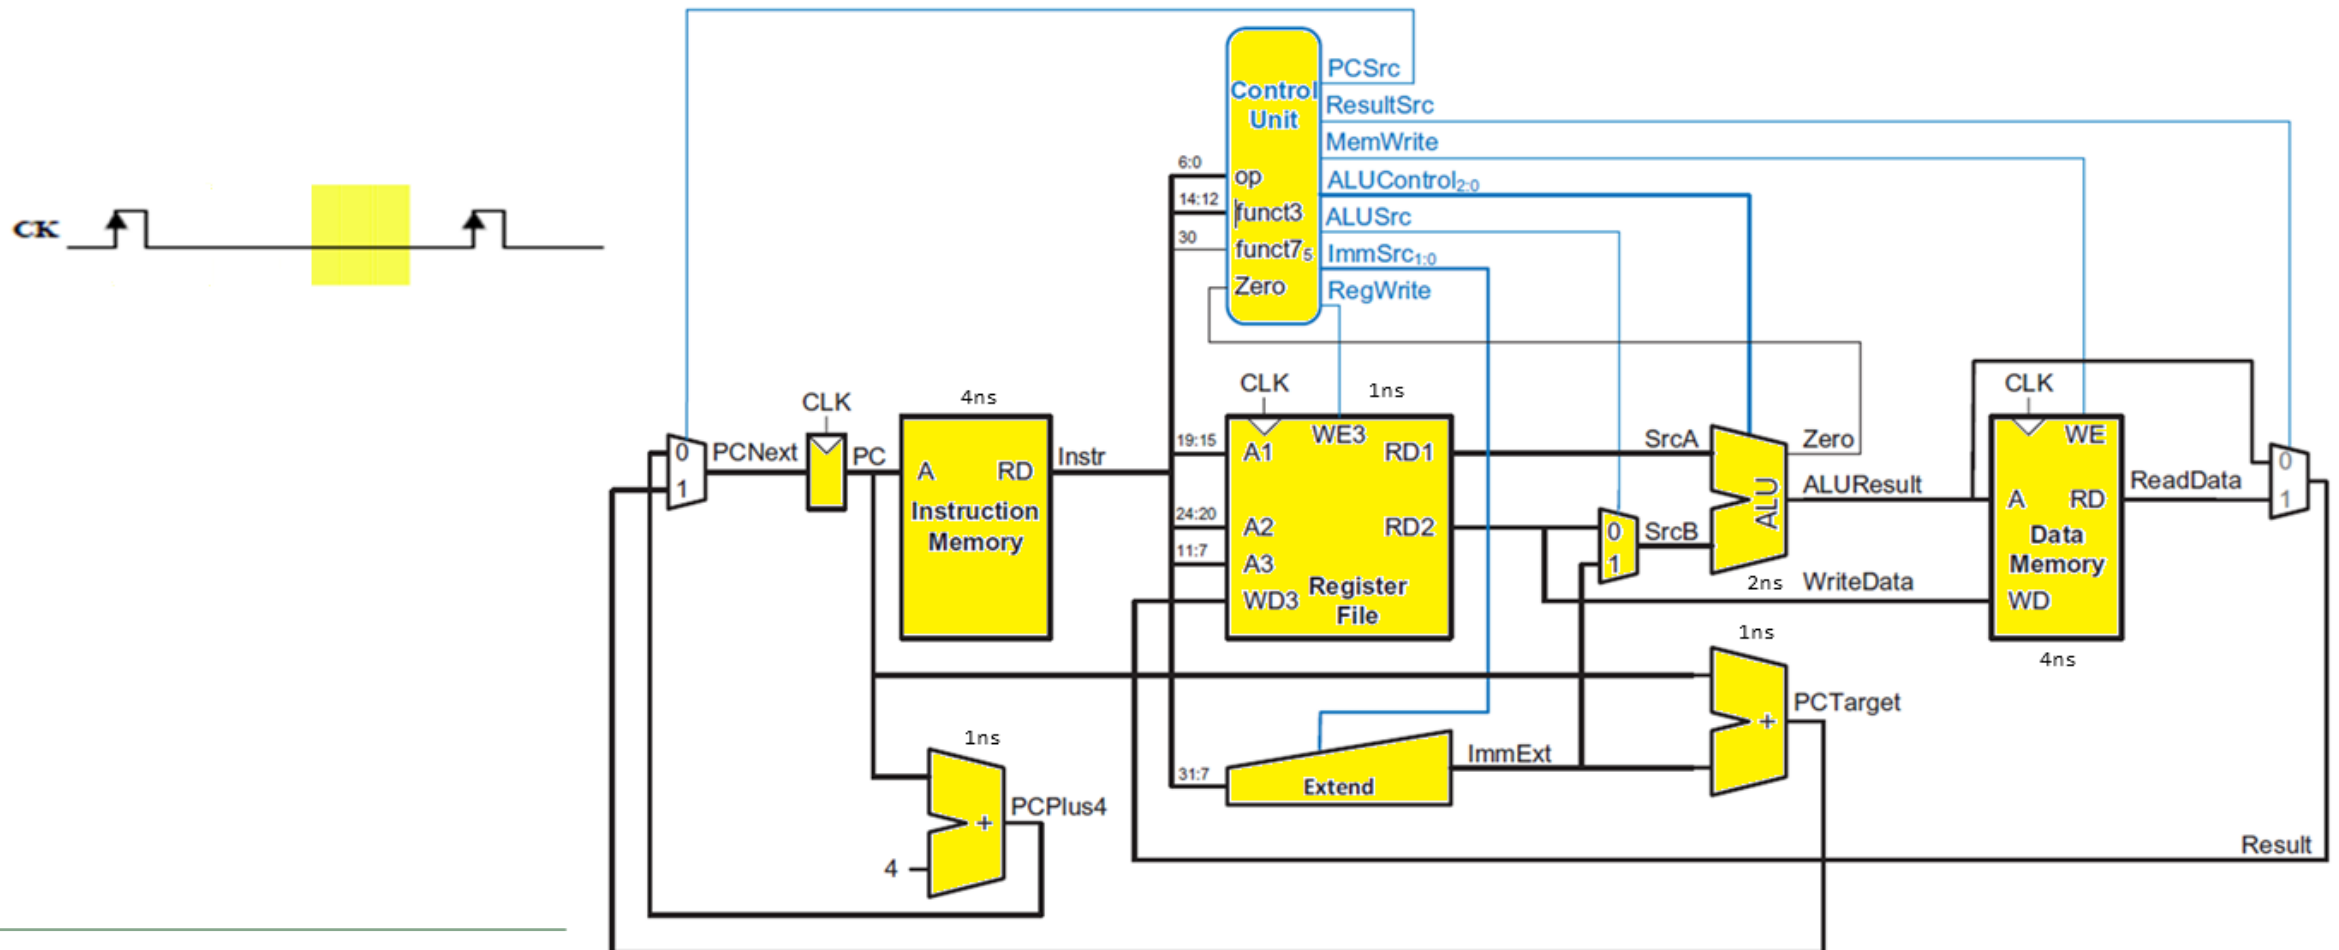 CK
Control
Unit
PCSrc
ResultSrc
MemWrite
ALUControl2:0
ALUSrc
ImmSrc1:0
RegWrite
6:0
op
14:12
funct3
30
funct75
Zero
CLK
4ns
CLK
1ns
CLK
0
1
PCNext
PC
A
RD
Instruction
Memory
Instr
19:15
A1
WE3
RD1
24:20
A2
RD2
11:7
A3
WD3
Register
File
SrcA
0
1
SrcB
ALU
Zero
ALUResult
2ns
WriteData
WE
A
RD
Data
Memory
WD
4ns
ReadData
0
1
1ns
+
PCTarget
1ns
31:7
Extend
ImmExt
+
PCPlus4
4
Result